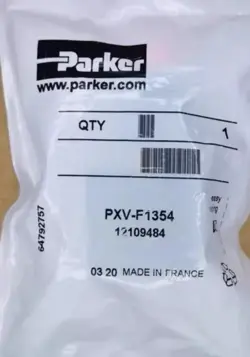 Parker
www.parker.com
QTY 1
64792757
PXV-F1354
12109484
03 20 MADE IN FRANCE